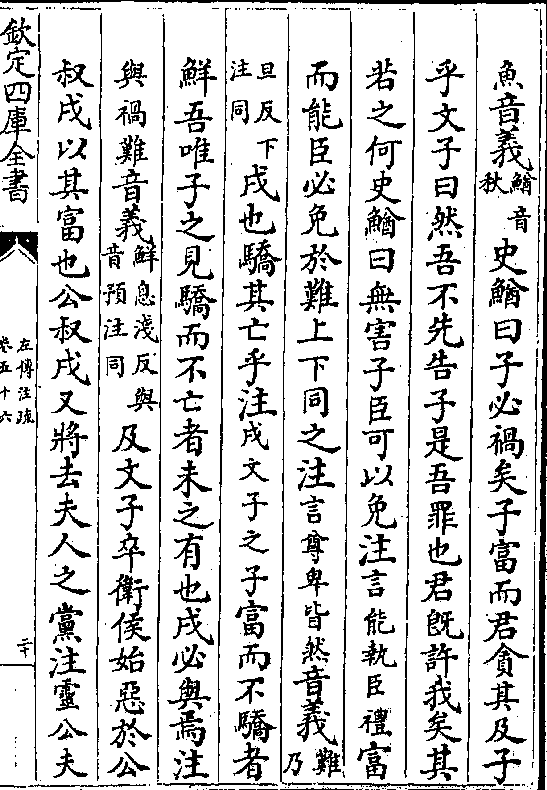 魚音義鰌音秋史鰌曰子必禍矣子富而君貪其及子
乎文子曰然吾不先告子是吾罪也君既許我矣其
若之何史鰌曰無害子臣可以免注言能執臣禮富
而能臣必免於難上下同之注言尊卑皆然音義難乃
旦反下注同戌也驕其亡乎注戌文子之子富而不驕者
鮮吾唯子之見驕而不亡者未之有也戌必與焉注
與禍難音義鮮息淺反與音預注同及文子卒衛侯始惡於公
叔戌以其富也公叔戌又將去夫人之黨注靈公夫
欽定四庫全書
左傳注疏
卷五十六
二十